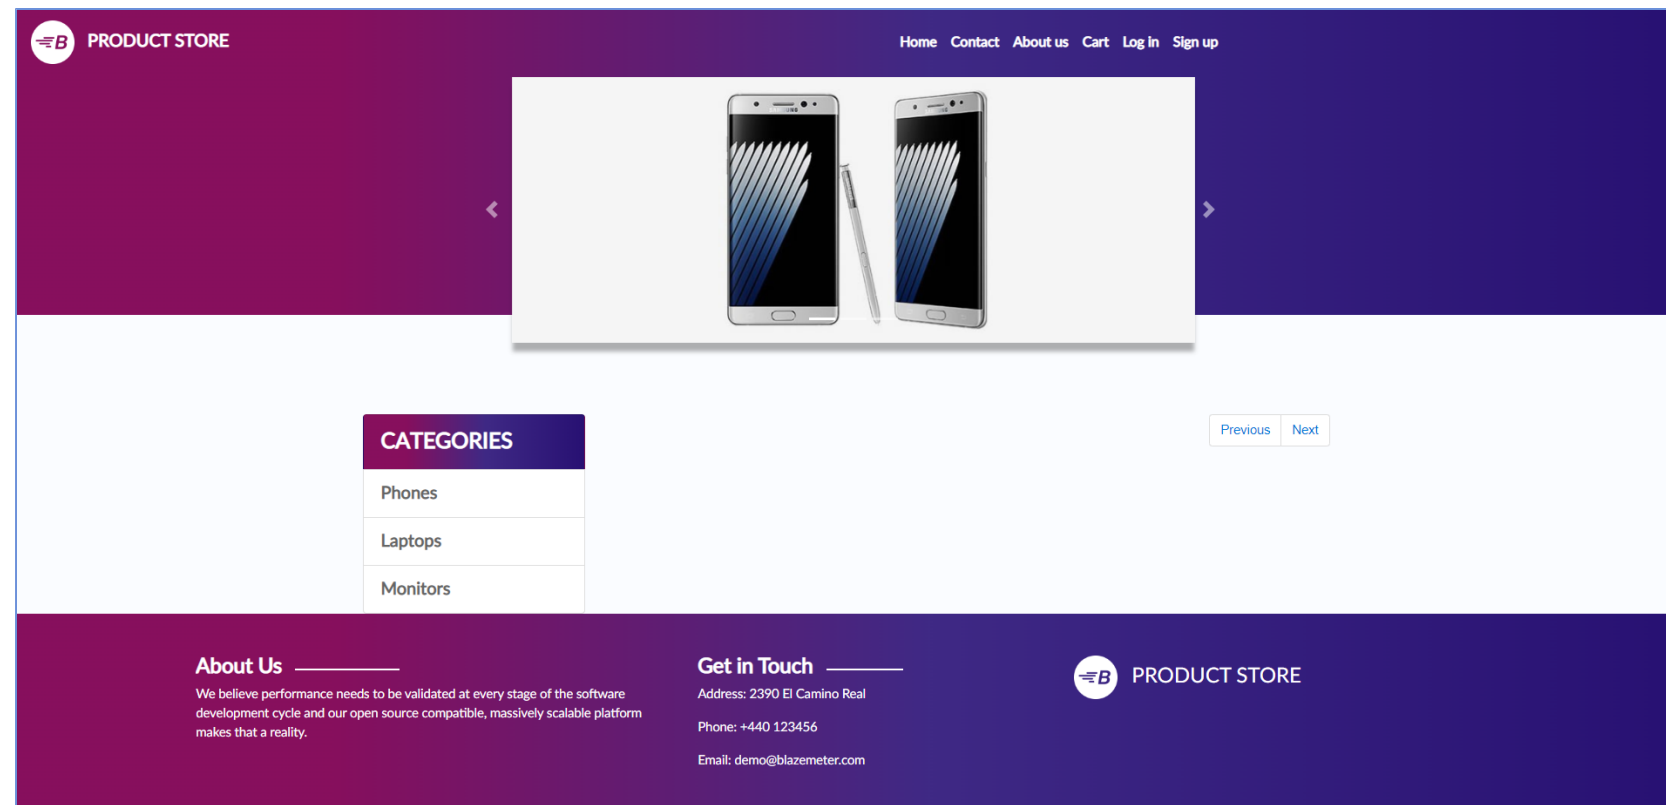 B PRODUCT STORE
Home Contact About us Cart Log in Sign up
SAMSUNG
CATEGORIES
Previous Next
Phones
Laptops
Monitors
About Us
We believe performance needs to be validated at every stage of the software
development cycle and our open source compatible, massively scalable platform
makes that a reality.
Get in Touch
Address: 2390 El Camino Real
Phone: +440 123456
Email: demo@blazemeter.com
B PRODUCT STORE